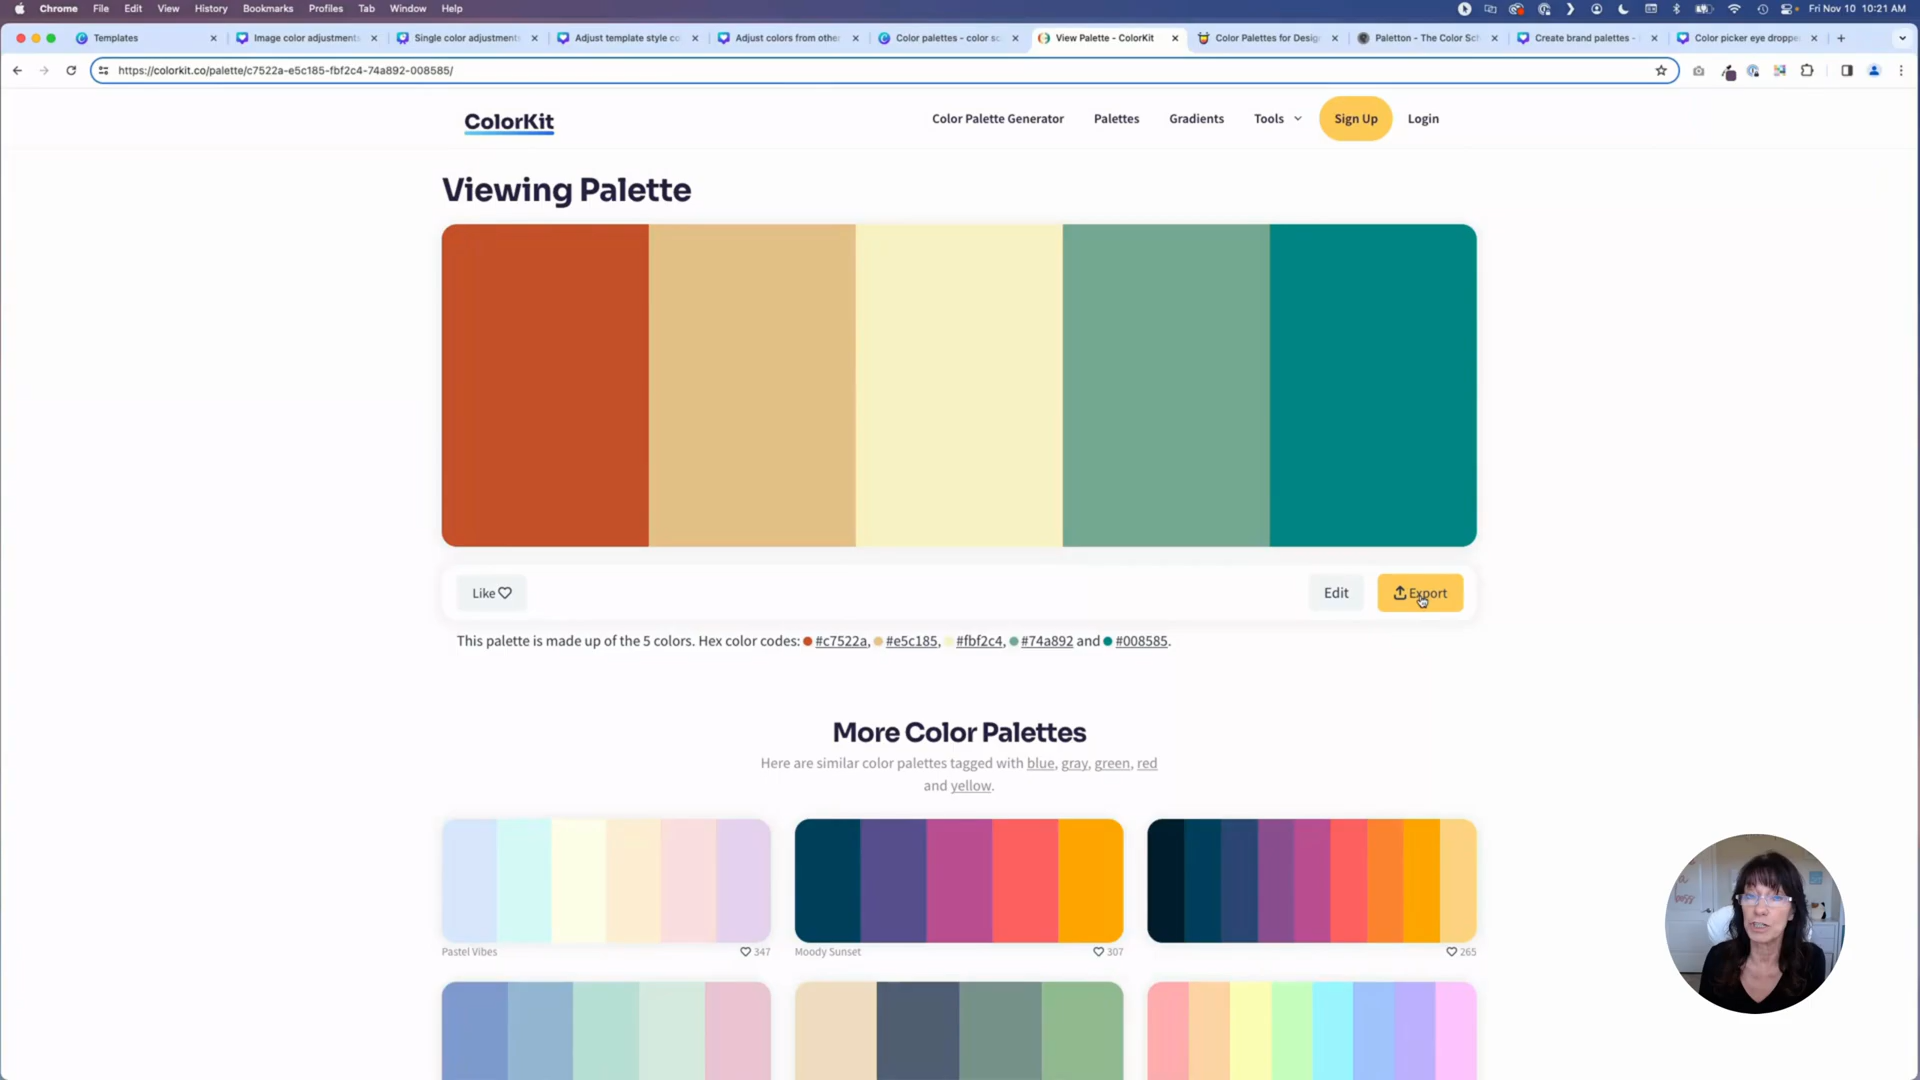 Chrome File Edit View History Bookmarks Profiles Tab Window Help Fri Nov 10 10:21 AM
Templates Image color adjustments Single color adjustments Adjust template style co Adjust colors from other Color palettes - color sc View Palette - ColorKit Color Palettes for Desig Paletton - The Color Sch Create brand palettes - Color picker eye droppe
https://colorkit.co/palette/c7522a-e5c185-fbf2c4-74a892-008585/
ColorKit Color Palette Generator Palettes Gradients Tools Sign Up Login
Viewing Palette
Like Edit Export
This palette is made up of the 5 colors. Hex color codes: #c7522a, #e5c185, #fbf2c4, #74a892 and #008585.
More Color Palettes
Here are similar color palettes tagged with blue, gray, green, red
and yellow.
Pastel Vibes 347 Moody Sunset 307 265